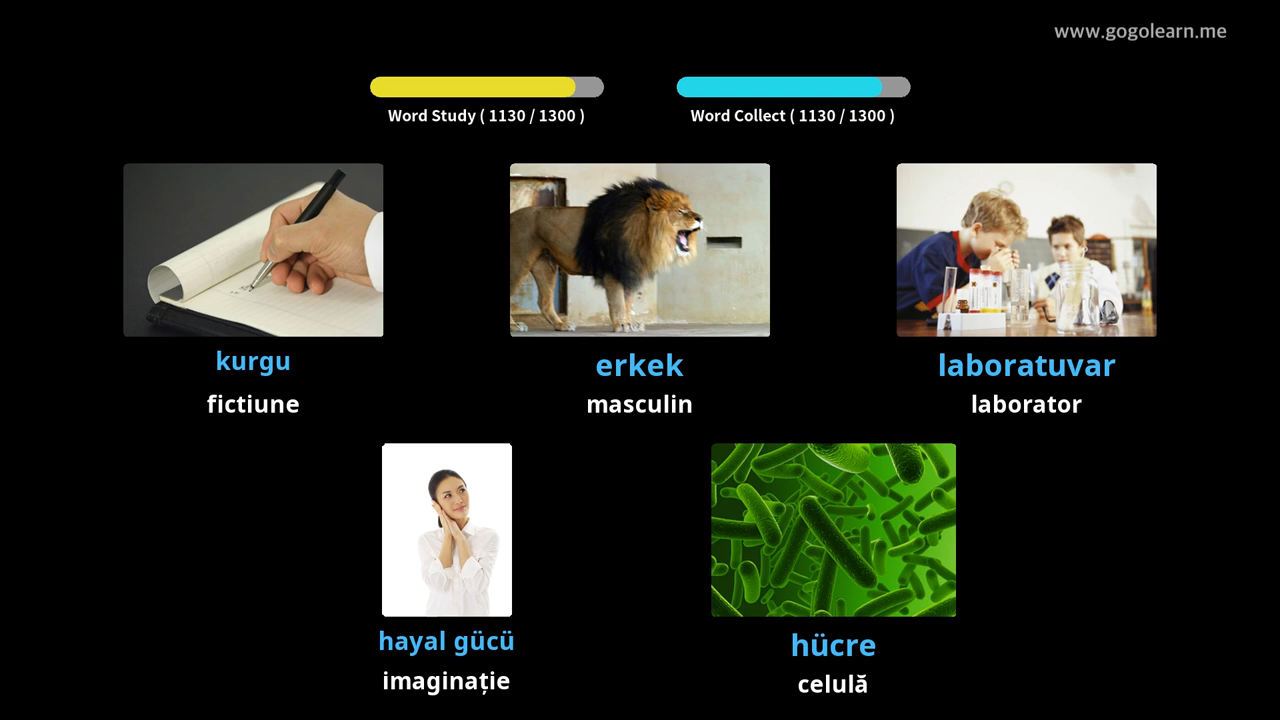 www.gogolearn.me
Word Study ( 1130 / 1300 )
Word Collect ( 1130 / 1300 )
kurgu
fictiune
erkek
masculin
laboratuvar
laborator
hayal gücü
imaginație
hücre
celulă